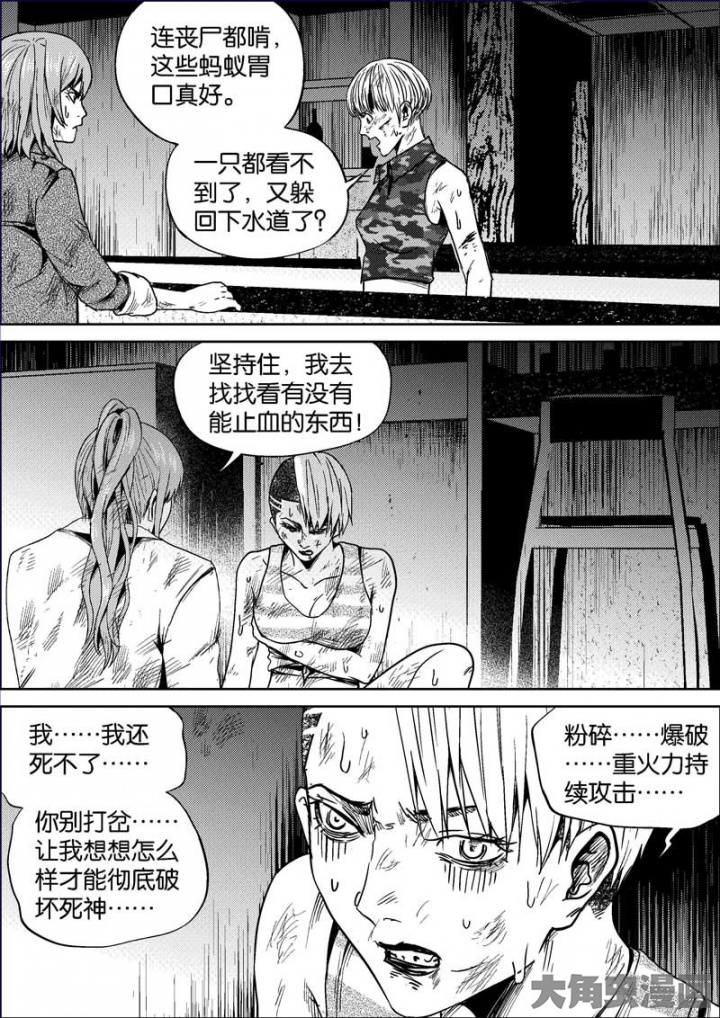 连丧尸都啃，
这些蚂蚁胃
口真好。
一只都看不
到了，又躲
回下水道了？
坚持住，我去
找找看有没有
能止血的东西！
我……我还
死不了……
你别打岔……
让我想想怎么
样才能彻底破
坏死神……
粉碎……爆破
……重火力持
续攻击……
大角虫漫画